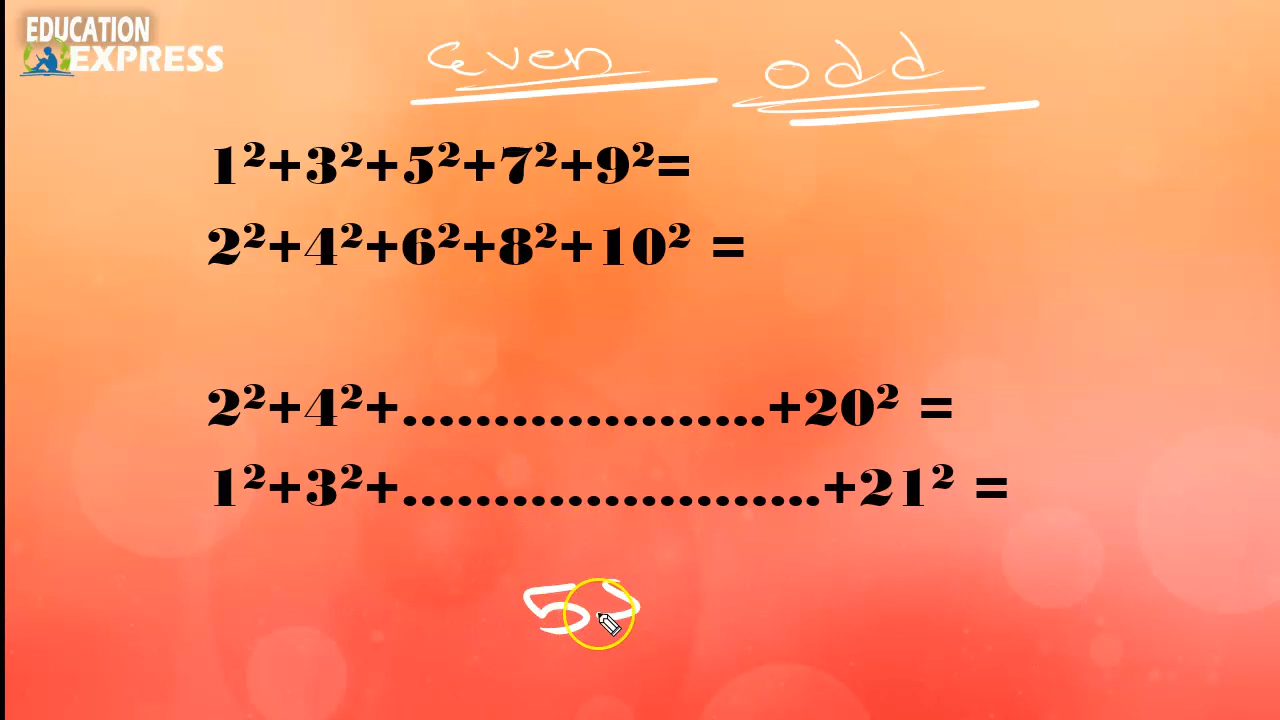 EDUCATION
EXPRESS
even odd
1²+3²+5²+7²+9²=
2²+4²+6²+8²+10² =
2²+4²+....................+20² =
1²+3²+.......................+21² =